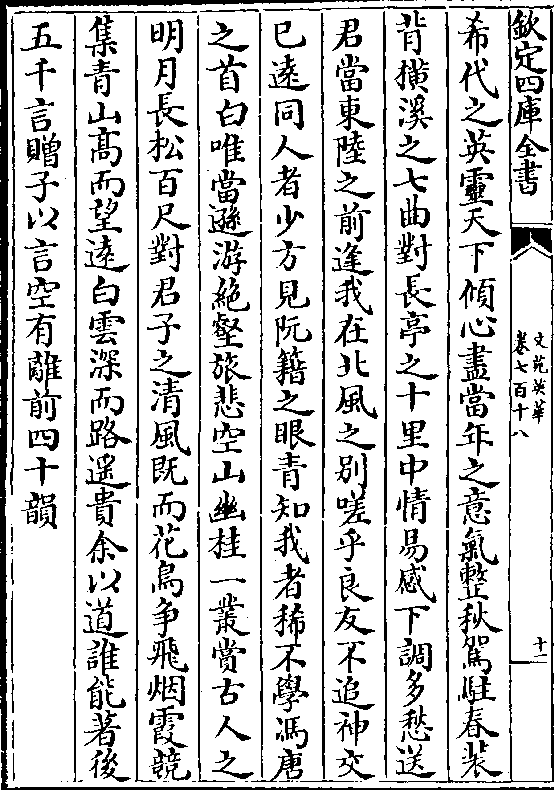 欽定四庫全書
文苑英華
卷七百十八
十一
希代之英靈天下傾心盡當年之意氣整秋駕駐春裝
背橫溪之七曲對長亭之十里中情易感下調多愁送
君當東陸之前逢我在北風之別嗟乎良友不追神交
已遠同人者少方見阮籍之眼青知我者稀不學馮唐
之首白唯當遯游絶壑旅悲空山幽桂一叢賞古人之
明月長松百尺對君子之清風既而花鳥争飛烟霞競
集青山髙而望遠白雲深而路遥貴余以道誰能著後
五千言贈子以言空有離前四十韻